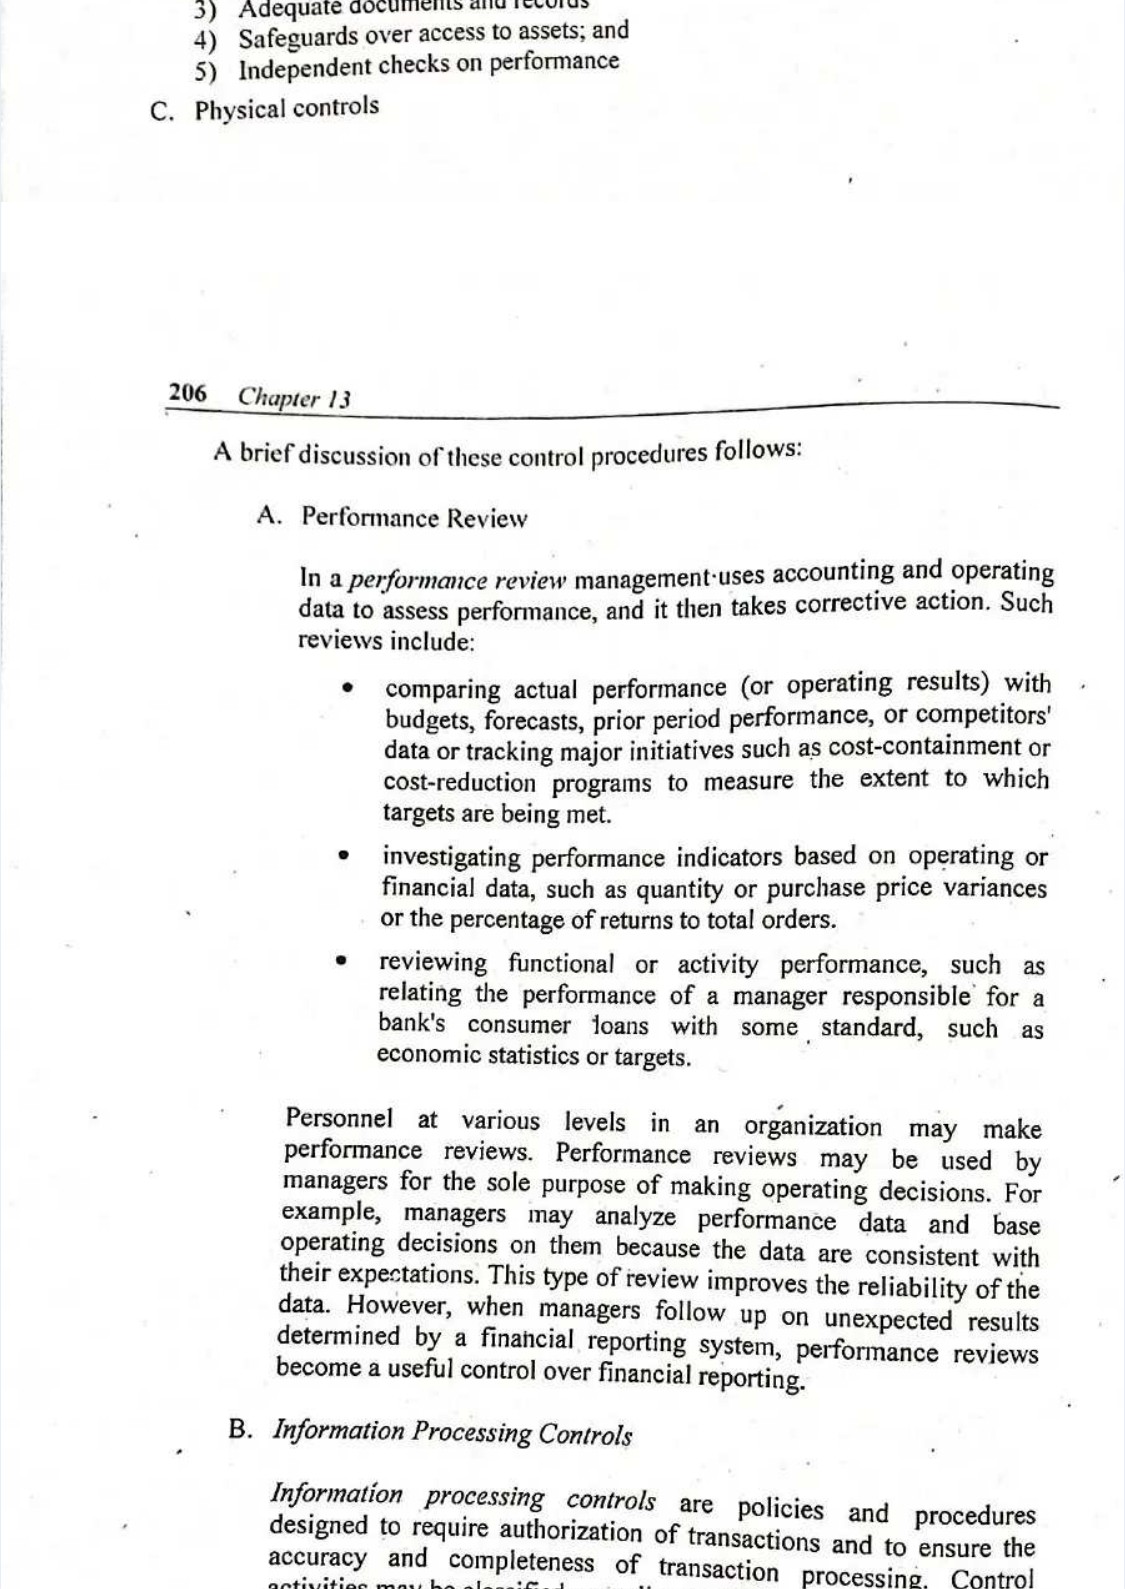 3) Adequate documents and records
4) Safeguards over access to assets; and
5) Independent checks on performance
C. Physical controls
206 Chapter 13
A brief discussion of these control procedures follows:
A. Performance Review
In a performance review management uses accounting and operating
data to assess performance, and it then takes corrective action. Such
reviews include:
• comparing actual performance (or operating results) with
budgets, forecasts, prior period performance, or competitors'
data or tracking major initiatives such as cost-containment or
cost-reduction programs to measure the extent to which
targets are being met.
• investigating performance indicators based on operating or
financial data, such as quantity or purchase price variances
or the percentage of returns to total orders.
• reviewing functional or activity performance, such as
relating the performance of a manager responsible for a
bank's consumer loans with some standard, such as
economic statistics or targets.
Personnel at various levels in an organization may make
performance reviews. Performance reviews may be used by
managers for the sole purpose of making operating decisions. For
example, managers may analyze performance data and base
operating decisions on them because the data are consistent with
their expectations. This type of review improves the reliability of the
data. However, when managers follow up on unexpected results
determined by a financial reporting system, performance reviews
become a useful control over financial reporting.
B. Information Processing Controls
Information processing controls are policies and procedures
designed to require authorization of transactions and to ensure the
accuracy and completeness of transaction processing. Control
activities may be